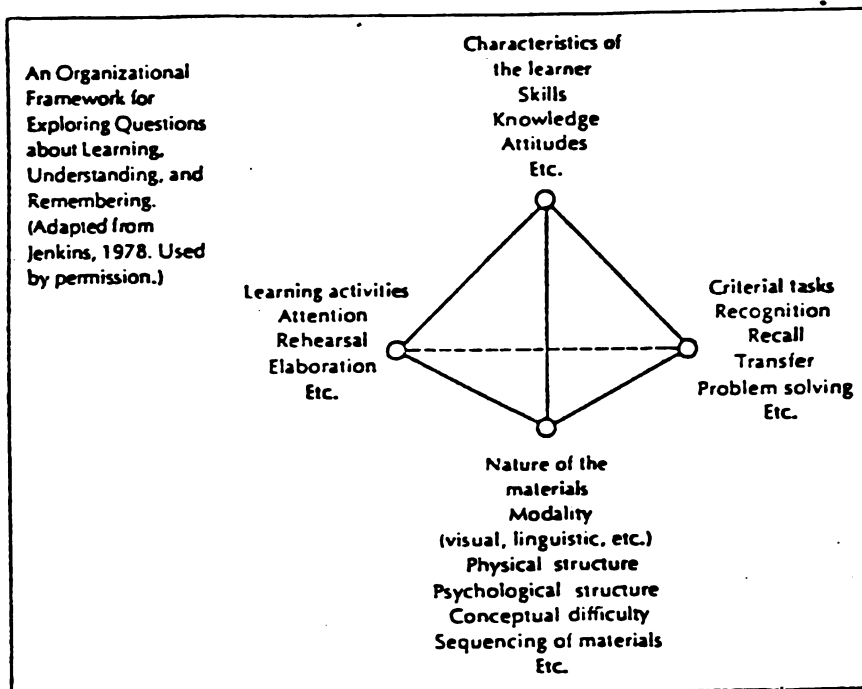 An Organizational
Framework for
Exploring Questions
about Learning,
Understanding, and
Remembering.
(Adapted from
Jenkins, 1978. Used
by permission.)
Characteristics of
the learner
Skills
Knowledge
Attitudes
Etc.
Learning activities
Attention
Rehearsal
Elaboration
Etc.
Criterial tasks
Recognition
Recall
Transfer
Problem solving
Etc.
Nature of the
materials
Modality
(visual, linguistic, etc.)
Physical structure
Psychological structure
Conceptual difficulty
Sequencing of materials
Etc.